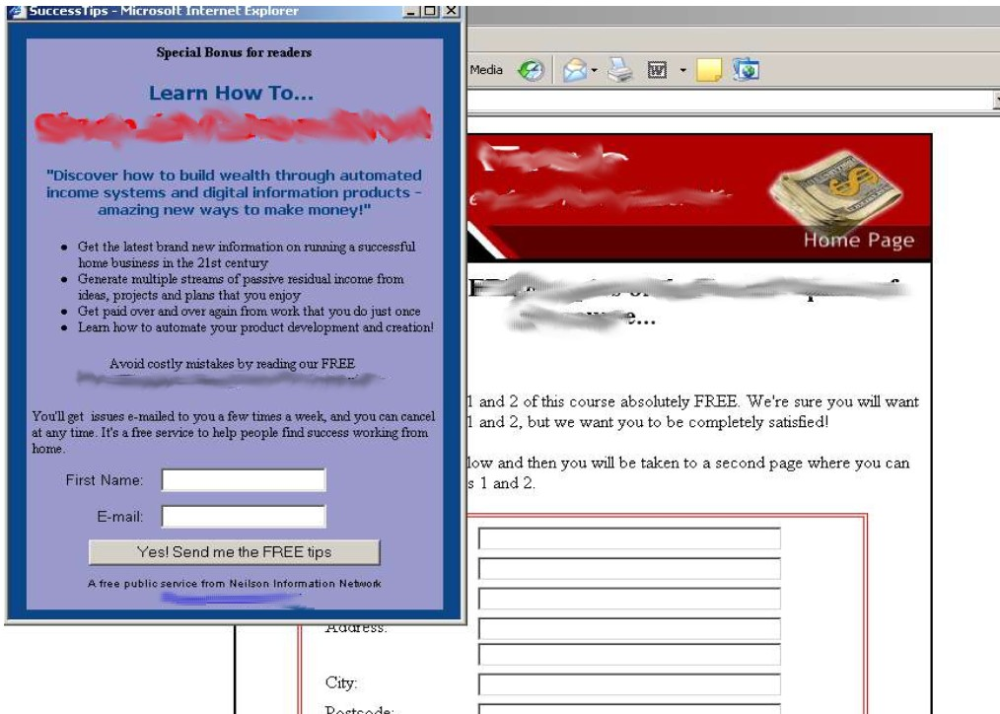 SuccessTips - Microsoft Internet Explorer
Special Bonus for readers
Learn How To...
"Discover how to build wealth through automated
income systems and digital information products -
amazing new ways to make money!"
• Get the latest brand new information on running a successful
home business in the 21st century
• Generate multiple streams of passive residual income from
ideas, projects and plans that you enjoy
• Get paid over and over again from work that you do just once
• Learn how to automate your product development and creation!
Avoid costly mistakes by reading our FREE
You'll get issues e-mailed to you a few times a week, and you can cancel
at any time. It's a free service to help people find success working from
home.
First Name:
E-mail:
Yes! Send me the FREE tips
A free public service from Neilson Information Network
Media
Home Page
1 and 2 of this course absolutely FREE. We're sure you will want
1 and 2, but we want you to be completely satisfied!
low and then you will be taken to a second page where you can
s 1 and 2.
Address:
City:
Postcode: